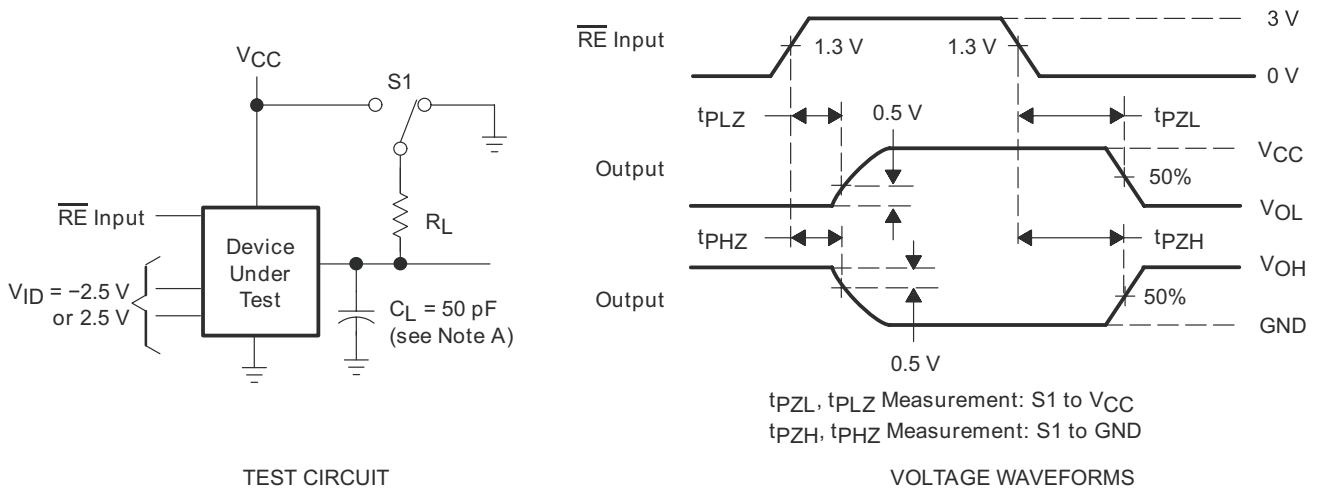 VCC
S1
RE Input
Device
Under
Test
RL
VID = −2.5 V
or 2.5 V
CL = 50 pF
(see Note A)
TEST CIRCUIT
RE Input
1.3 V
1.3 V
3 V
0 V
tPLZ
0.5 V
tPZL
Output
VCC
50%
VOL
tPHZ
tPZH
Output
VOH
50%
GND
0.5 V
tPZL, tPLZ Measurement: S1 to VCC
tPZH, tPHZ Measurement: S1 to GND
VOLTAGE WAVEFORMS